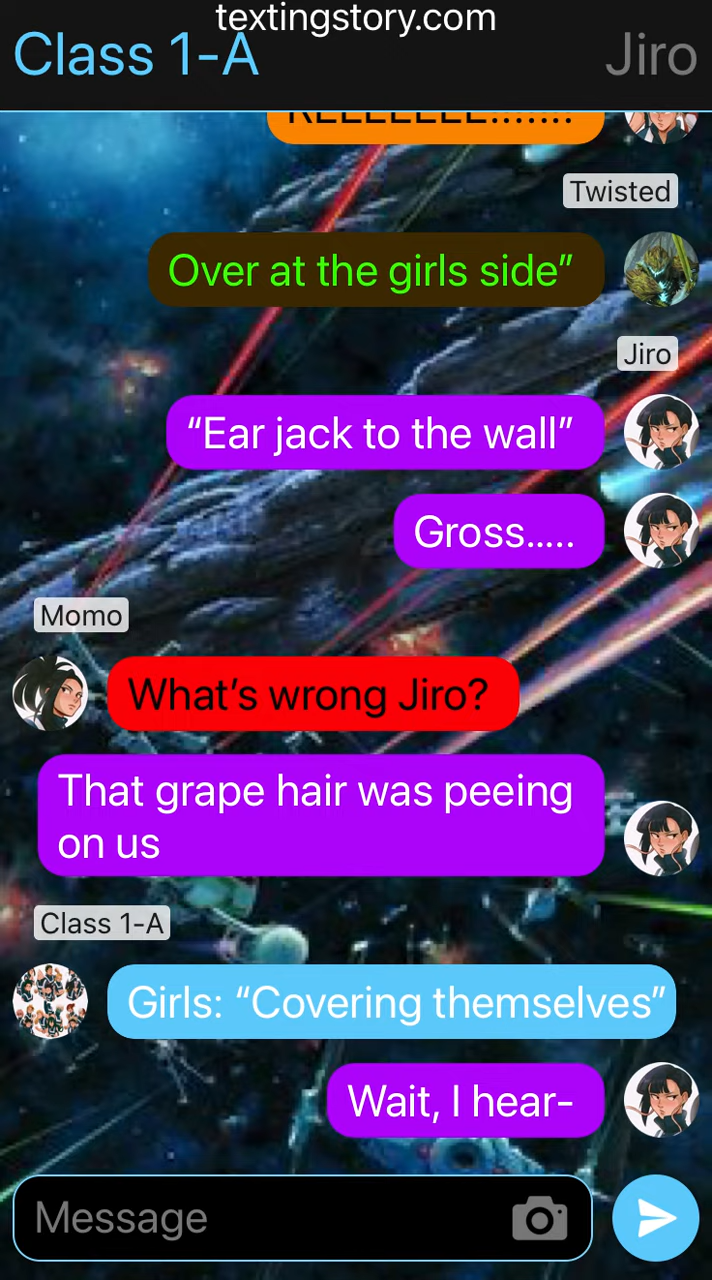 textingstory.com
Class 1-A
Jiro
Twisted
Over at the girls side”
Jiro
“Ear jack to the wall”
Gross.....
Momo
What’s wrong Jiro?
That grape hair was peeing
on us
Class 1-A
Girls: “Covering themselves”
Wait, I hear-
Message